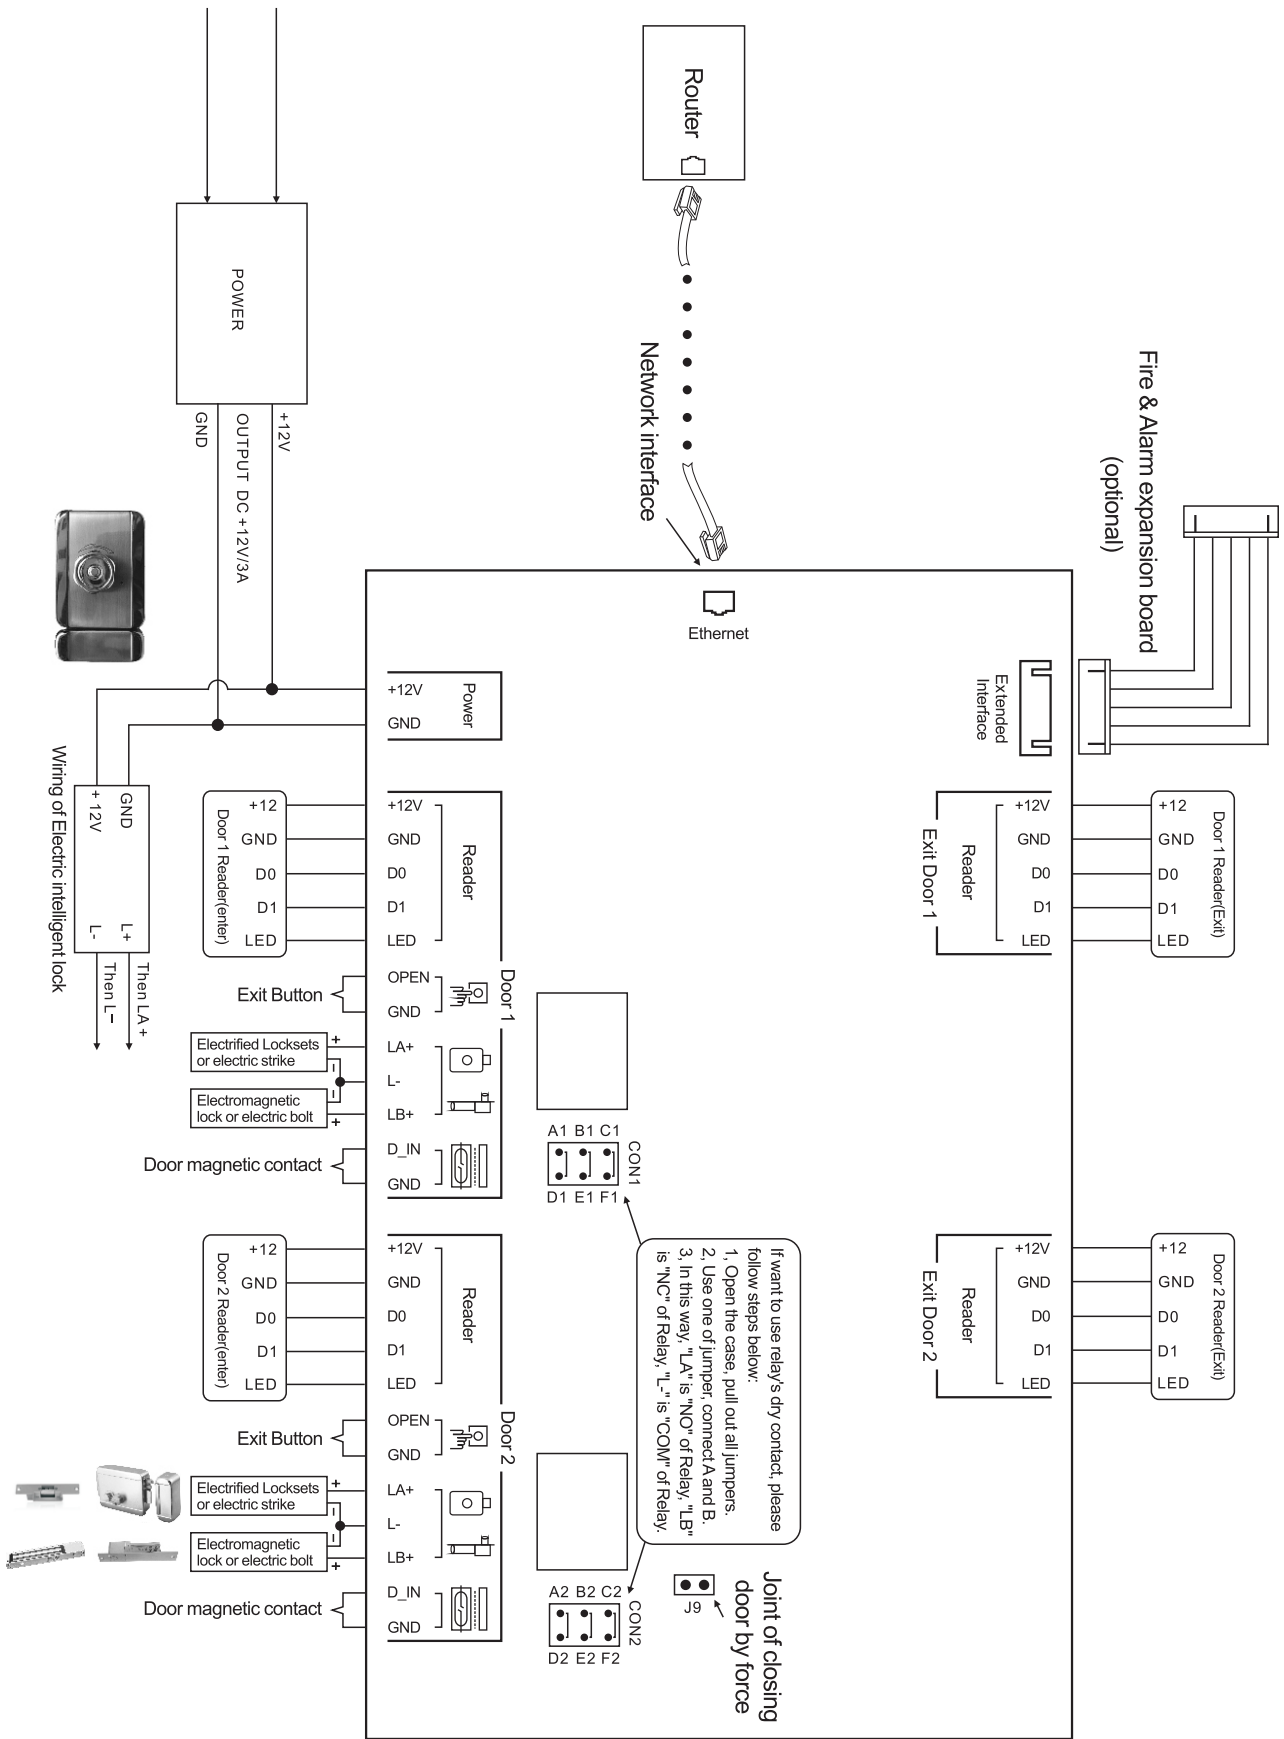 Router
POWER
+12V
OUTPUT DC +12V/3A
GND
Network interface
Fire & Alarm expansion board
(optional)
Ethernet
Extended
Interface
Power
+12V
GND
Wiring of Electric intelligent lock
GND
+ 12V
L+
L-
Then LA +
Then L-
Door 1 Reader(enter)
+12
GND
D0
D1
LED
+12V
GND
D0
D1
LED
Reader
Door 1
Exit Button
OPEN
GND
Electrified Locksets
or electric strike
+
-
Electromagnetic
lock or electric bolt
-
+
LA+
L-
LB+
Door magnetic contact
D_IN
GND
A1 B1 C1
CON1
D1 E1 F1
Exit Door 1
Reader
+12V
GND
D0
D1
LED
+12
GND
D0
D1
LED
Door 1 Reader(Exit)
If want to use relay's dry contact, please
follow steps below:
1, Open the case, pull out all jumpers.
2, Use one of jumper, connect A and B.
3, In this way, "LA" is "NO" of Relay, "LB"
is "NC" of Relay, "L-" is "COM" of Relay.
Door 2 Reader(enter)
+12
GND
D0
D1
LED
+12V
GND
D0
D1
LED
Reader
Door 2
Exit Button
OPEN
GND
Electrified Locksets
or electric strike
+
-
Electromagnetic
lock or electric bolt
-
+
LA+
L-
LB+
Door magnetic contact
D_IN
GND
A2 B2 C2
CON2
D2 E2 F2
Exit Door 2
Reader
+12V
GND
D0
D1
LED
+12
GND
D0
D1
LED
Door 2 Reader(Exit)
J9
Joint of closing
door by force